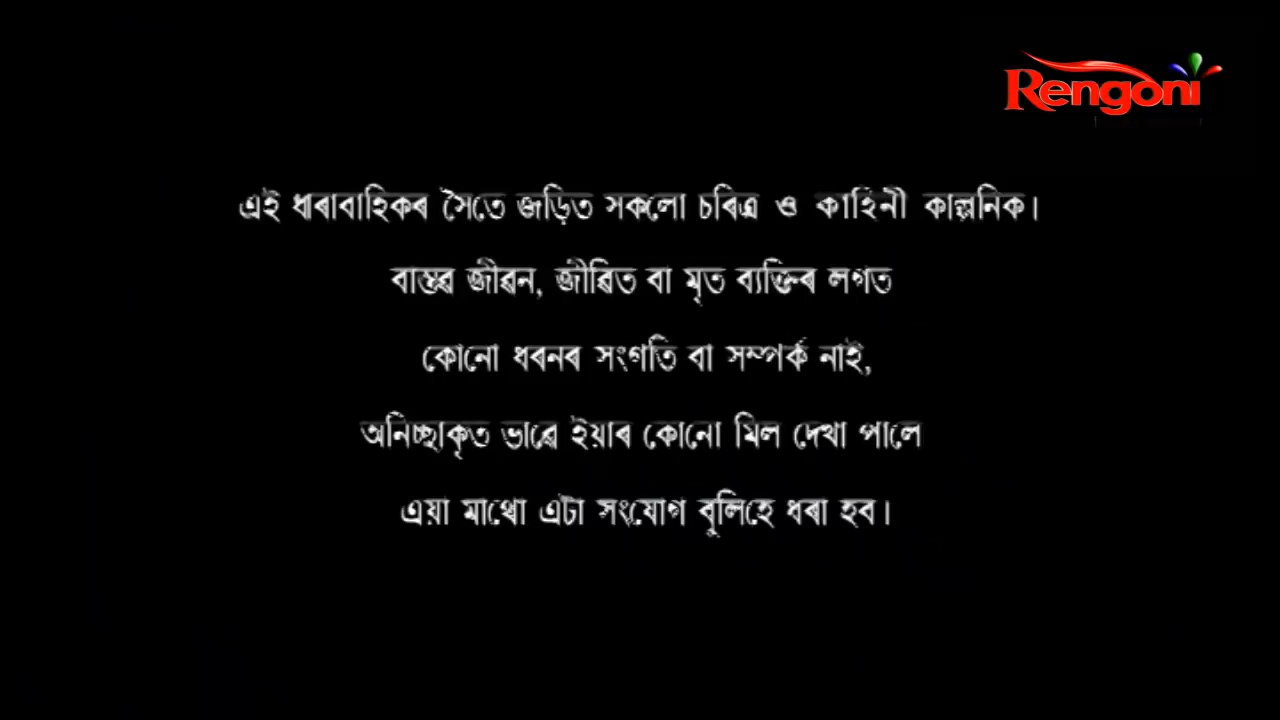 Rengoni
এই ধাৰাবাহিকৰ সৈতে জড়িত সকলো চৰিত্ৰ ও কাহিনী কাল্পনিক।
বাস্তৱ জীৱন, জীৱিত বা মৃত ব্যক্তিৰ লগত
কোনো ধৰনৰ সংগতি বা সম্পৰ্ক নাই,
অনিচ্ছাকৃত ভাৱে ইয়াৰ কোনো মিল দেখা পালে
এয়া মাথো এটা সংযোগ বুলিহে ধৰা হব।